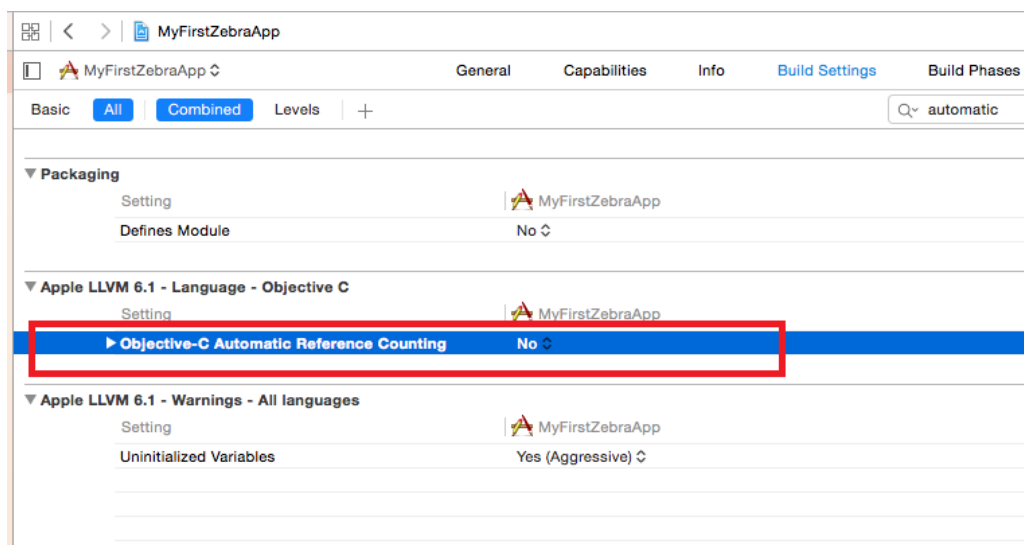 MyFirstZebraApp
MyFirstZebraApp General Capabilities Info Build Settings Build Phases
Basic All Combined Levels + automatic
Packaging
Setting MyFirstZebraApp
Defines Module No
Apple LLVM 6.1 - Language - Objective C
Setting MyFirstZebraApp
Objective-C Automatic Reference Counting No
Apple LLVM 6.1 - Warnings - All languages
Setting MyFirstZebraApp
Uninitialized Variables Yes (Aggressive)